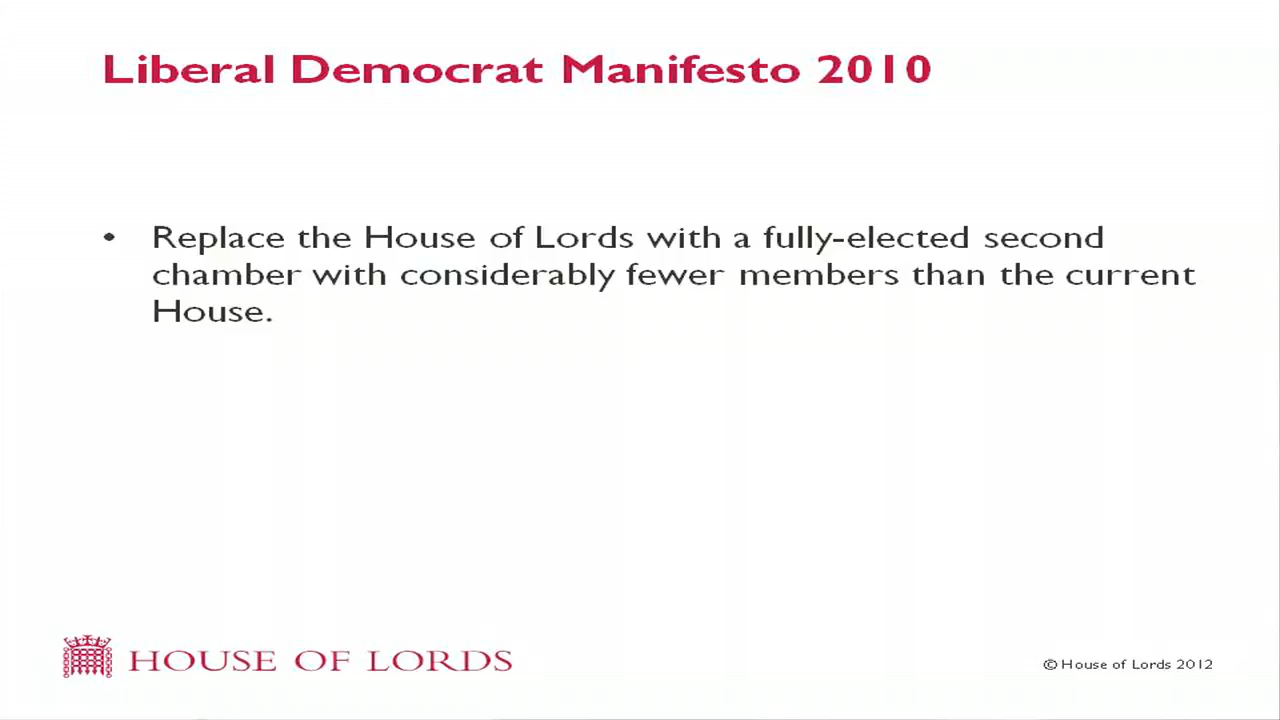 Liberal Democrat Manifesto 2010
• Replace the House of Lords with a fully-elected second
chamber with considerably fewer members than the current
House.
HOUSE OF LORDS
© House of Lords 2012